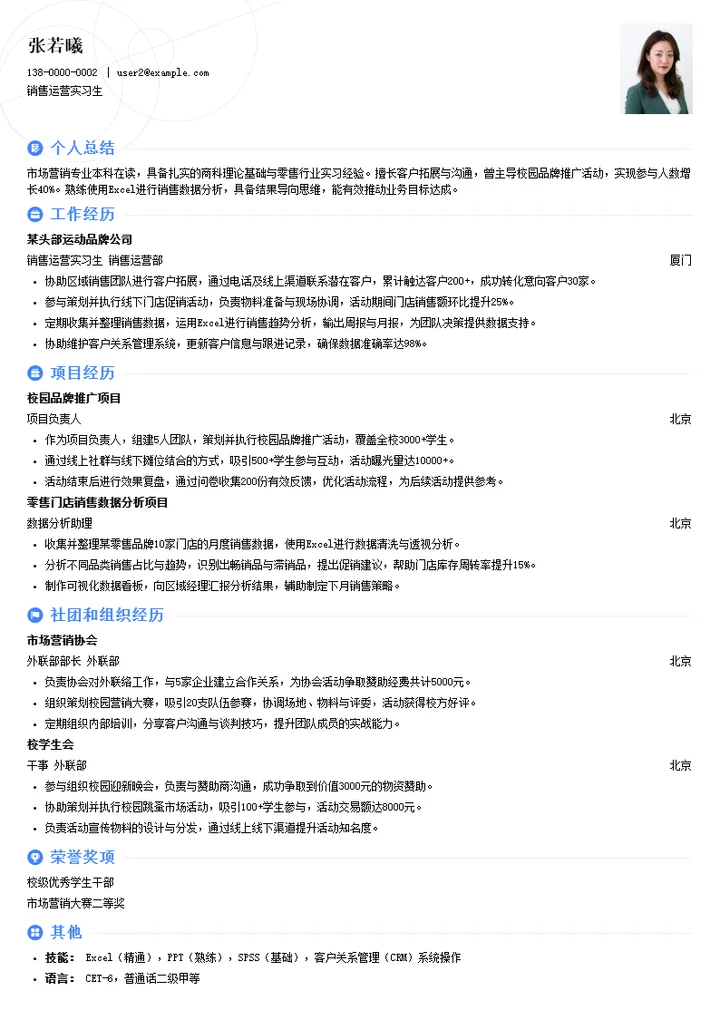 张若曦
138-0000-0002 | user2@example.com
销售运营实习生
个人总结
市场营销专业本科在读，具备扎实的商科理论基础与零售行业实习经验。擅长客户拓展与沟通，曾主导校园品牌推广活动，实现参与人数增
长40%。熟练使用Excel进行销售数据分析，具备结果导向思维，能有效推动业务目标达成。
工作经历
某头部运动品牌公司
销售运营实习生 销售运营部 厦门
• 协助区域销售团队进行客户拓展，通过电话及线上渠道联系潜在客户，累计触达客户200+，成功转化意向客户30家。
• 参与策划并执行线下门店促销活动，负责物料准备与现场协调，活动期间门店销售额环比提升25%。
• 定期收集并整理销售数据，运用Excel进行销售趋势分析，输出周报与月报，为团队决策提供数据支持。
• 协助维护客户关系管理系统，更新客户信息与跟进记录，确保数据准确率达98%。
项目经历
校园品牌推广项目
项目负责人 北京
• 作为项目负责人，组建5人团队，策划并执行校园品牌推广活动，覆盖全校3000+学生。
• 通过线上社群与线下摊位结合的方式，吸引500+学生参与互动，活动曝光量达10000+。
• 活动结束后进行效果复盘，通过问卷收集200份有效反馈，优化活动流程，为后续活动提供参考。
零售门店销售数据分析项目
数据分析助理 北京
• 收集并整理某零售品牌10家门店的月度销售数据，使用Excel进行数据清洗与透视分析。
• 分析不同品类销售占比与趋势，识别出畅销品与滞销品，提出促销建议，帮助门店库存周转率提升15%。
• 制作可视化数据看板，向区域经理汇报分析结果，辅助制定下月销售策略。
社团和组织经历
市场营销协会
外联部部长 外联部 北京
• 负责协会对外联络工作，与5家企业建立合作关系，为协会活动争取赞助经费共计5000元。
• 组织策划校园营销大赛，吸引20支队伍参赛，协调场地、物料与评委，活动获得校方好评。
• 定期组织内部培训，分享客户沟通与谈判技巧，提升团队成员的实战能力。
校学生会
干事 外联部 北京
• 参与组织校园迎新晚会，负责与赞助商沟通，成功争取到价值3000元的物资赞助。
• 协助策划并执行校园跳蚤市场活动，吸引100+学生参与，活动交易额达8000元。
• 负责活动宣传物料的设计与分发，通过线上线下渠道提升活动知名度。
荣誉奖项
校级优秀学生干部
市场营销大赛二等奖
其他
• 技能： Excel（精通），PPT（熟练），SPSS（基础），客户关系管理（CRM）系统操作
• 语言： CET-6，普通话二级甲等